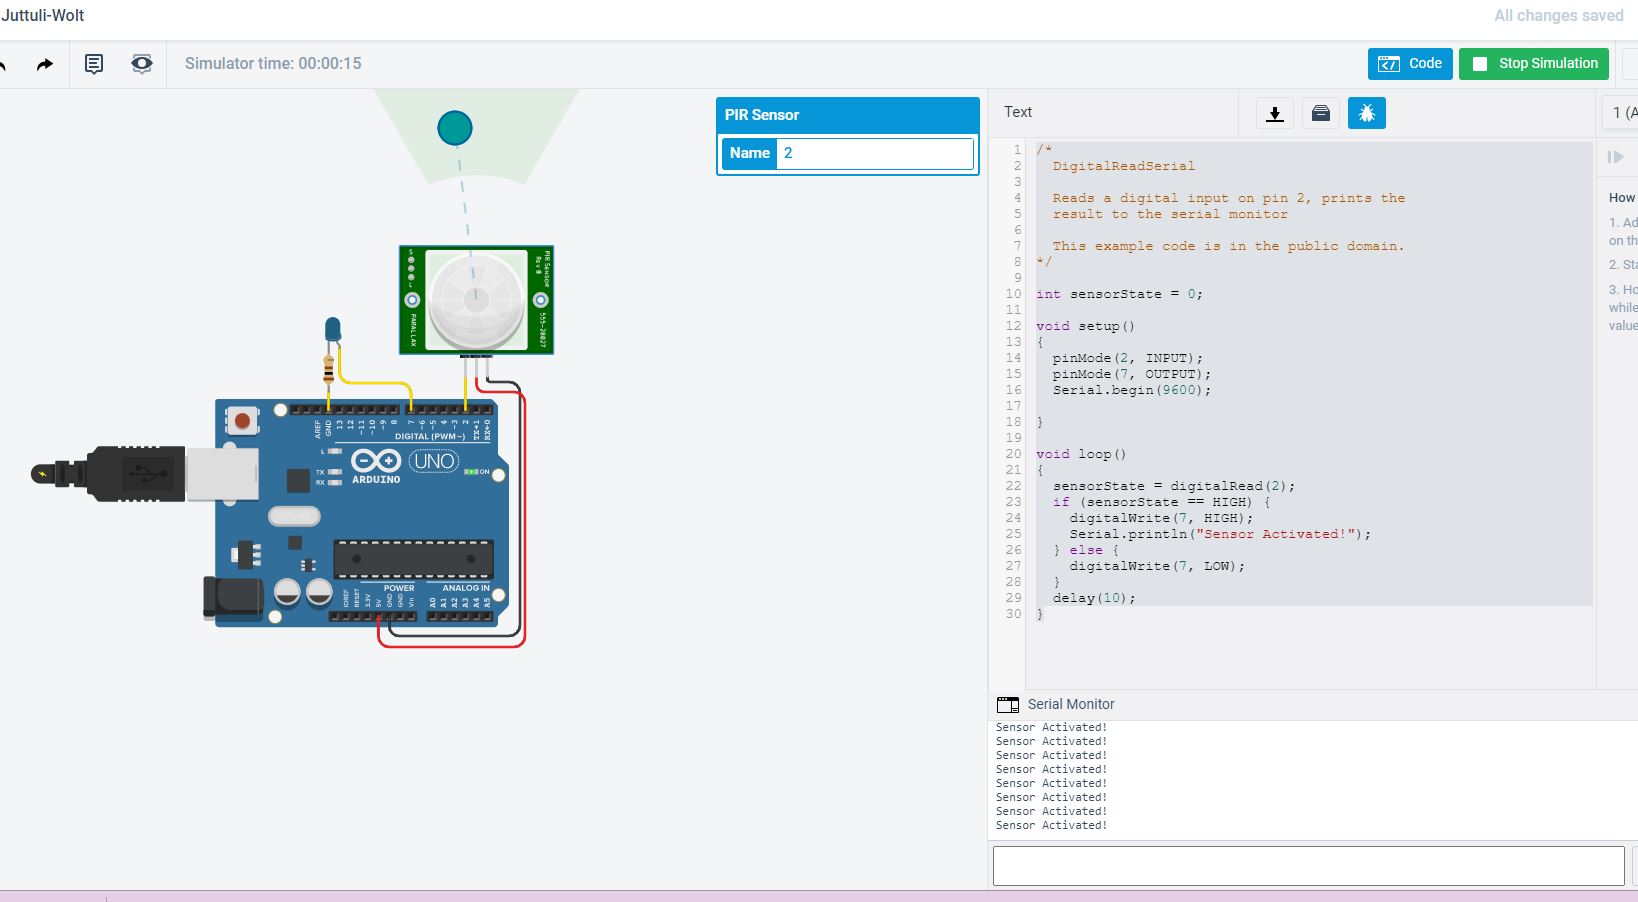 Juttuli-Wolt
All changes saved
Simulator time: 00:00:15
Code
Stop Simulation
PIR Sensor
Name 2
Text
1 (A
1 /*
2   DigitalReadSerial
3
4   Reads a digital input on pin 2, prints the
5   result to the serial monitor
6
7   This example code is in the public domain.
8 */
9
10 int sensorState = 0;
11
12 void setup()
13 {
14   pinMode(2, INPUT);
15   pinMode(7, OUTPUT);
16   Serial.begin(9600);
17
18 }
19
20 void loop()
21 {
22   sensorState = digitalRead(2);
23   if (sensorState == HIGH) {
24     digitalWrite(7, HIGH);
25     Serial.println("Sensor Activated!");
26   } else {
27     digitalWrite(7, LOW);
28   }
29   delay(10);
30 }
How
1. Ad
on th
2. Sta
3. Ho
while
value
PIR Sensor
Rev B
555-28027
PARALLAX
S
L
AREF
GND
13
12
~11
~10
~9
8
7
~6
~5
4
~3
2
TX→1
RX←0
DIGITAL (PWM~)
L
TX
RX
UNO
ARDUINO
ON
POWER
ANALOG IN
IOREF
RESET
3.3V
5V
GND
GND
Vin
A0
A1
A2
A3
A4
A5
Serial Monitor
Sensor Activated!
Sensor Activated!
Sensor Activated!
Sensor Activated!
Sensor Activated!
Sensor Activated!
Sensor Activated!
Sensor Activated!